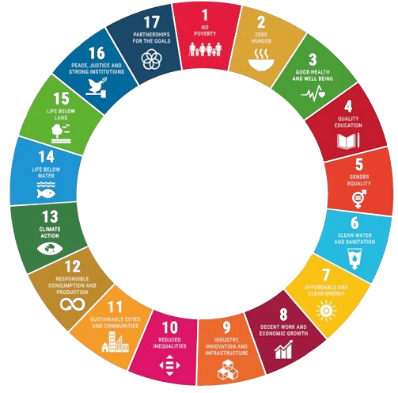 1
NO
POVERTY
2
ZERO
HUNGER
3
GOOD HEALTH
AND WELL BEING
4
QUALITY
EDUCATION
5
GENDER
EQUALITY
6
CLEAN WATER
AND SANITATION
7
AFFORDABLE AND
CLEAN ENERGY
8
DECENT WORK AND
ECONOMIC GROWTH
9
INDUSTRY,
INNOVATION AND
INFRASTRUCTURE
10
REDUCED
INEQUALITIES
11
SUSTAINABLE CITIES
AND COMMUNITIES
12
RESPONSIBLE
CONSUMPTION AND
PRODUCTION
13
CLIMATE
ACTION
14
LIFE BELOW
WATER
15
LIFE BELOW
LAND
16
PEACE, JUSTICE AND
STRONG INSTITUTIONS
17
PARTNERSHIPS
FOR THE GOALS